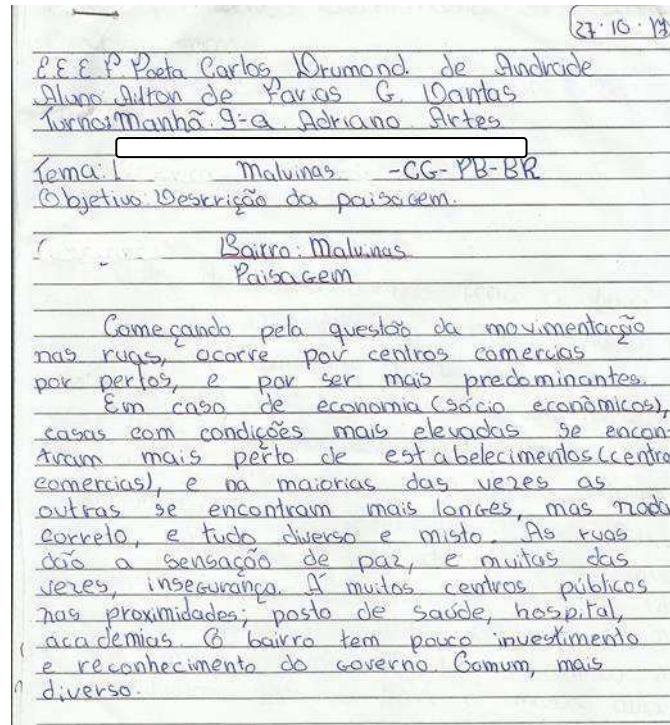 27.10.17
E.E.E.P. Poeta Carlos Drumond. de Andrade
Aluno: Ailton de Farias G. Dantas
Turno: Manhã. 9-a Adriano Artes
Tema: Malvinas -CG-PB-BR
Objetivo: Descrição da paisagem.
Bairro: Malvinas
Paisagem
Começando pela questão da movimentação
nas ruas, ocorre por centros comercias
por pertos, e por ser mais predominantes.
Em caso de economia (sócio econômicos),
casas com condições mais elevadas se encon-
tram mais perto de estabelecimentos (centro
comercias), e na maiorias das vezes as
outras se encontram mais longes, mas nada
correto, e tudo diverso e misto. As ruas
dão a sensação de paz, e muitas das
vezes, insegurança. A muitos centros públicos
nas proximidades; posto de saúde, hospital,
academias. O bairro tem pouco investimento
e reconhecimento do governo. Comum, mais
diverso.